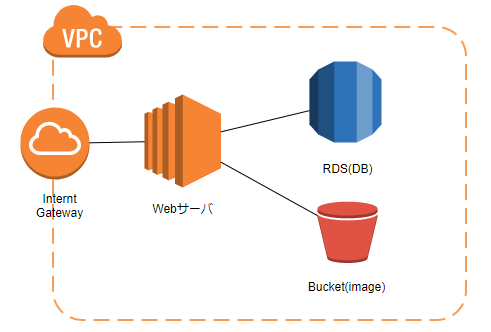 VPC
RDS(DB)
Internt
Gateway
Webサーバ
Bucket(image)